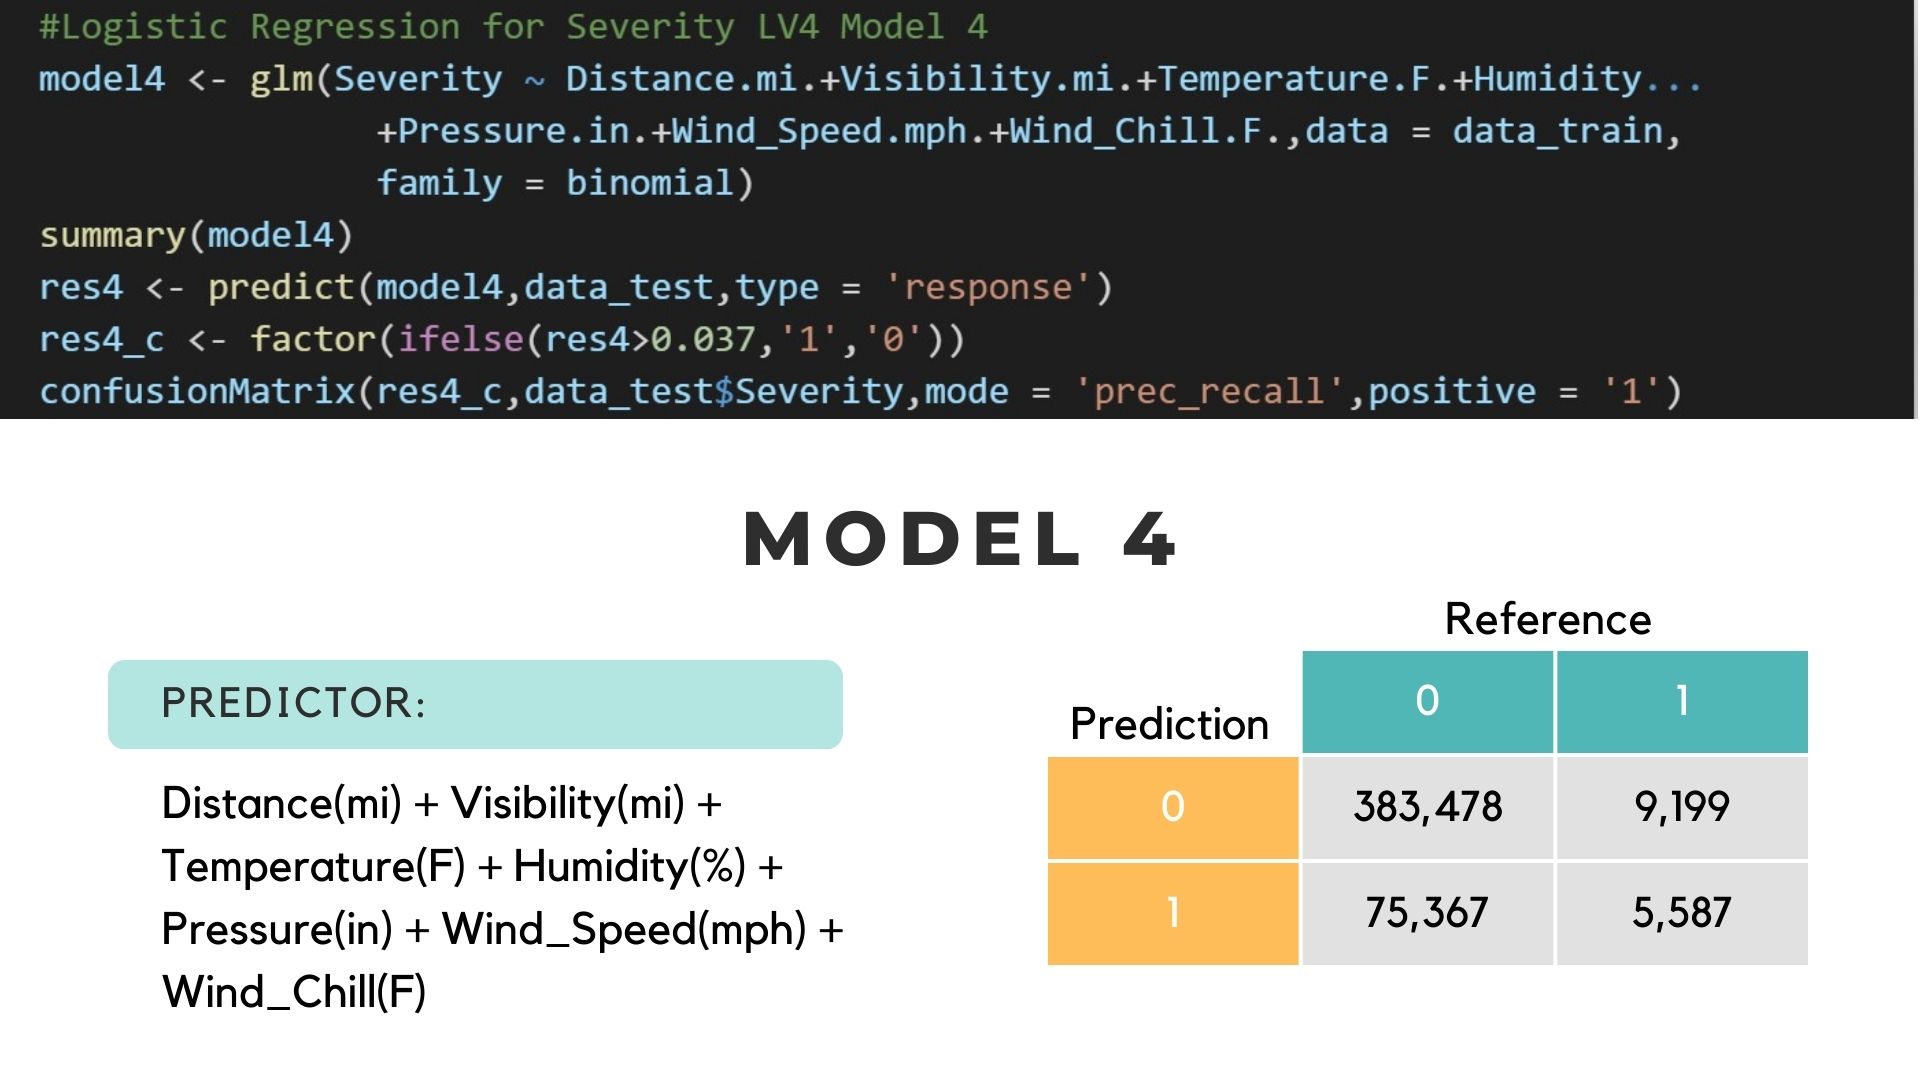 #Logistic Regression for Severity LV4 Model 4
model4 <- glm(Severity ~ Distance.mi.+Visibility.mi.+Temperature.F.+Humidity...
+Pressure.in.+Wind_Speed.mph.+Wind_Chill.F.,data = data_train,
family = binomial)
summary(model4)
res4 <- predict(model4,data_test,type = 'response')
res4_c <- factor(ifelse(res4>0.037,'1','0'))
confusionMatrix(res4_c,data_test$Severity,mode = 'prec_recall',positive = '1')
MODEL 4
PREDICTOR:
Distance(mi) + Visibility(mi) +
Temperature(F) + Humidity(%) +
Pressure(in) + Wind_Speed(mph) +
Wind_Chill(F)
Reference
Prediction 0 1
0 383,478 9,199
1 75,367 5,587